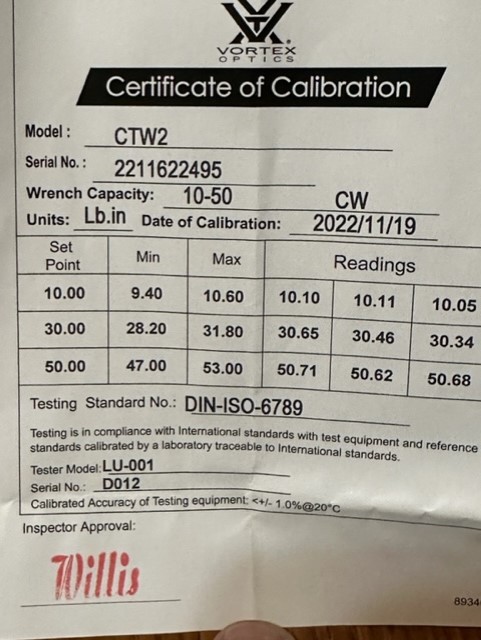 VORTEX
OPTICS
Certificate of Calibration
Model : CTW2
Serial No. : 2211622495
Wrench Capacity: 10-50 CW
Units: Lb.in Date of Calibration: 2022/11/19
Set Point Min Max Readings
10.00 9.40 10.60 10.10 10.11 10.05
30.00 28.20 31.80 30.65 30.46 30.34
50.00 47.00 53.00 50.71 50.62 50.68
Testing Standard No.: DIN-ISO-6789
Testing is in compliance with International standards with test equipment and reference
standards calibrated by a laboratory traceable to International standards.
Tester Model: LU-001
Serial No.: D012
Calibrated Accuracy of Testing equipment: <+/- 1.0%@20°C
Inspector Approval:
Willis